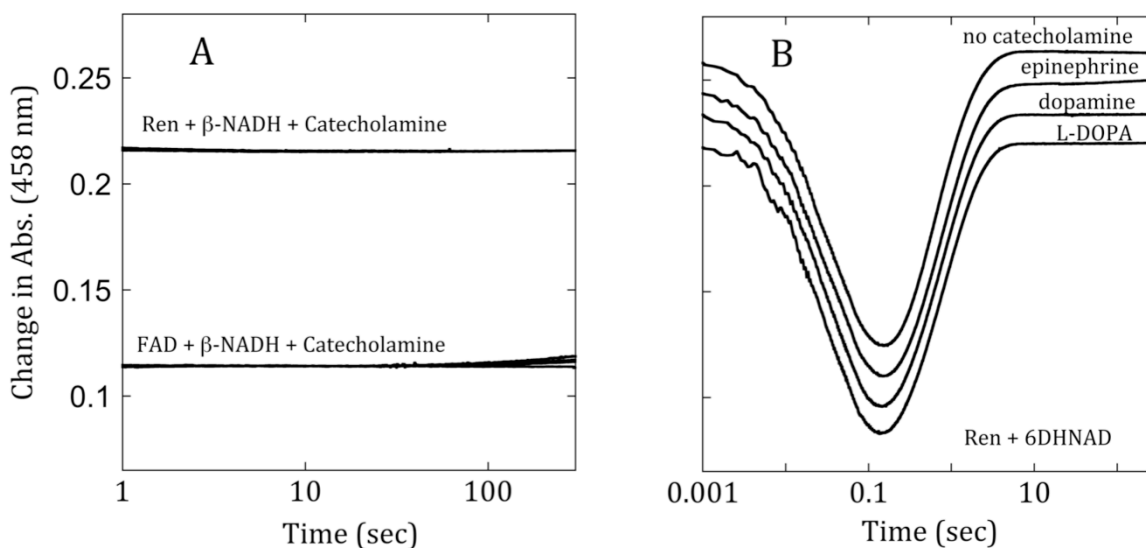 A
0.25
0.2
0.15
0.1
Change in Abs. (458 nm)
Ren + β-NADH + Catecholamine
FAD + β-NADH + Catecholamine
1
10
100
Time (sec)
B
no catecholamine
epinephrine
dopamine
L-DOPA
Ren + 6DHNAD
0.001
0.1
10
Time (sec)